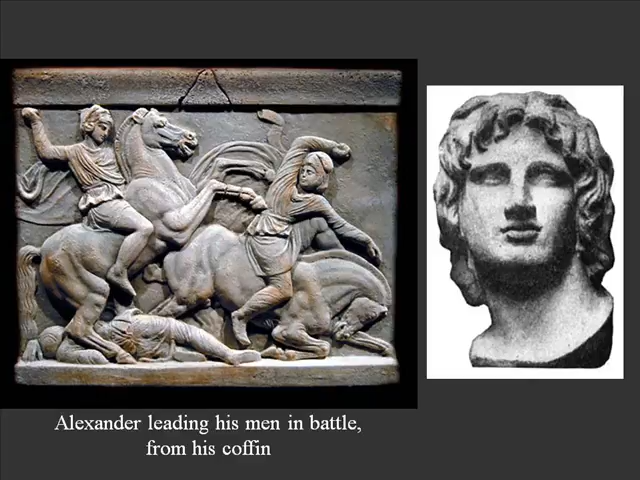 Alexander leading his men in battle,
from his coffin